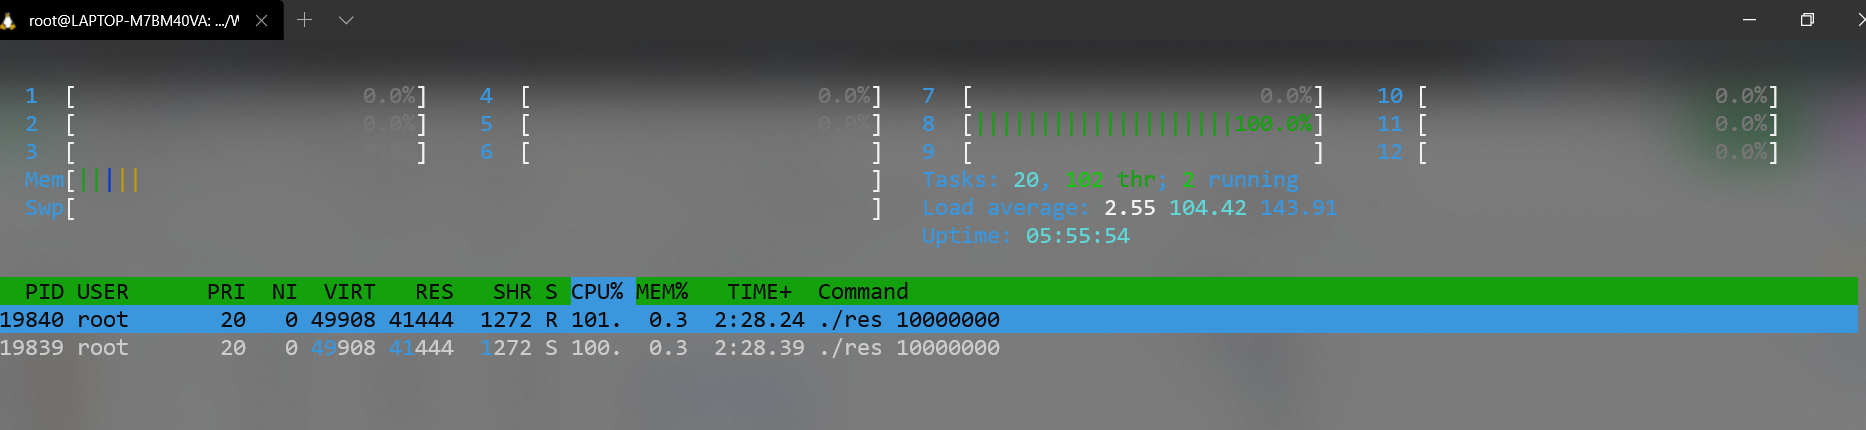 root@LAPTOP-M7BM40VA: .../W
1 [ 0.0%] 4 [ 0.0%] 7 [ 0.0%] 10 [ 0.0%]
2 [ 0.0%] 5 [ 0.0%] 8 [||||||||||||||||||||100.0%] 11 [ 0.0%]
3 [ 0.0%] 6 [ ] 9 [ ] 12 [ 0.0%]
Mem[||||| ] Tasks: 20, 102 thr; 2 running
Swp[ ] Load average: 2.55 104.42 143.91
Uptime: 05:55:54
PID USER PRI NI VIRT RES SHR S CPU% MEM% TIME+ Command
19840 root 20 0 49908 41444 1272 R 101. 0.3 2:28.24 ./res 10000000
19839 root 20 0 49908 41444 1272 S 100. 0.3 2:28.39 ./res 10000000